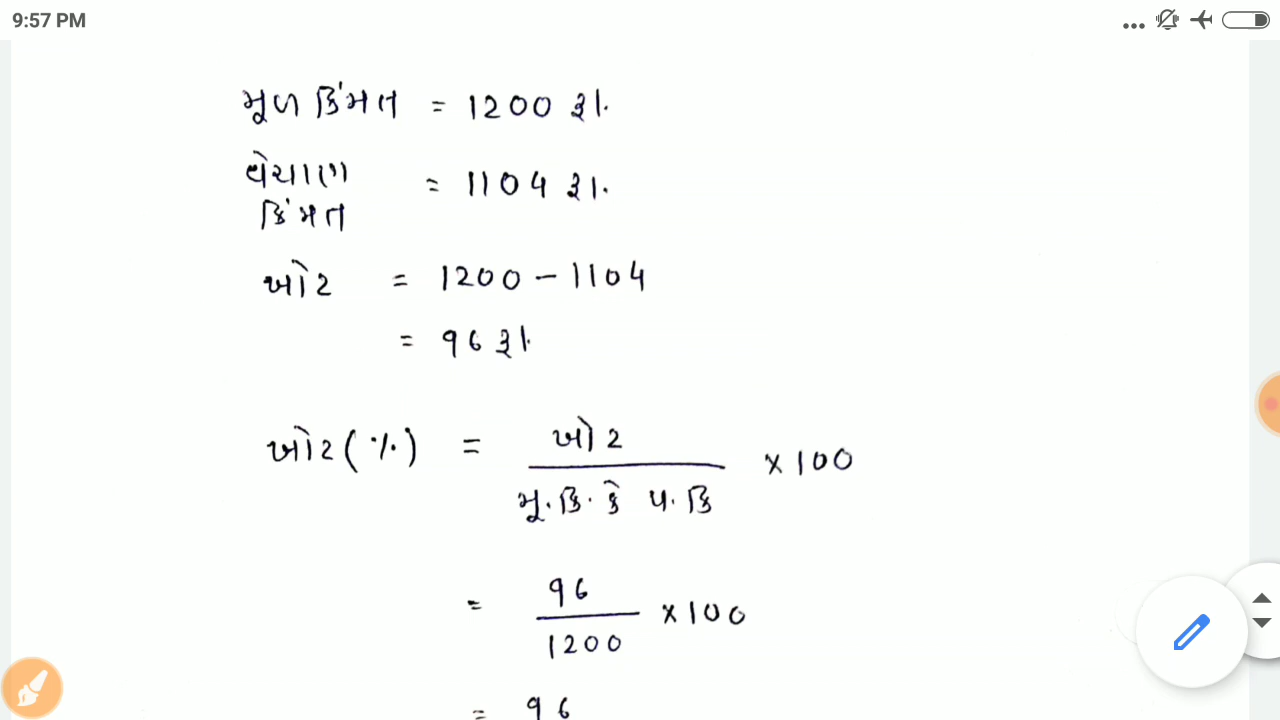 9:57 PM
મૂળ કિંમત = 1200 રૂા.
વેચાણ = 1104 રૂા.
કિંમત
ખોટ = 1200 - 1104
= 96 રૂા.
ખોટ (%) = ખોટ / મૂ. કિ. કે પ. કિ × 100
= 96 / 1200 × 100
= 96